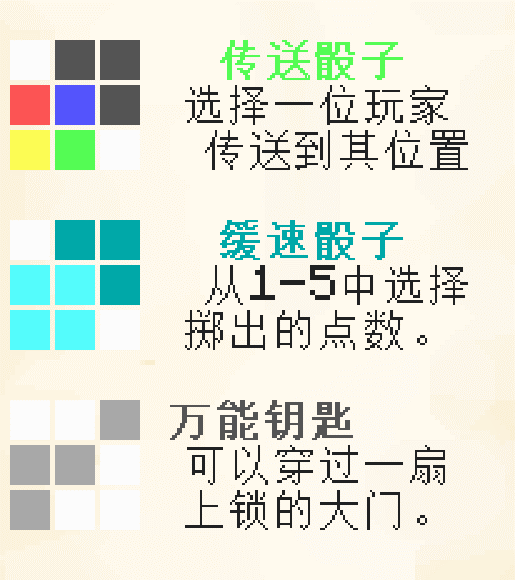 传送骰子
选择一位玩家
传送到其位置
缓速骰子
从1-5中选择
掷出的点数。
万能钥匙
可以穿过一扇
上锁的大门。